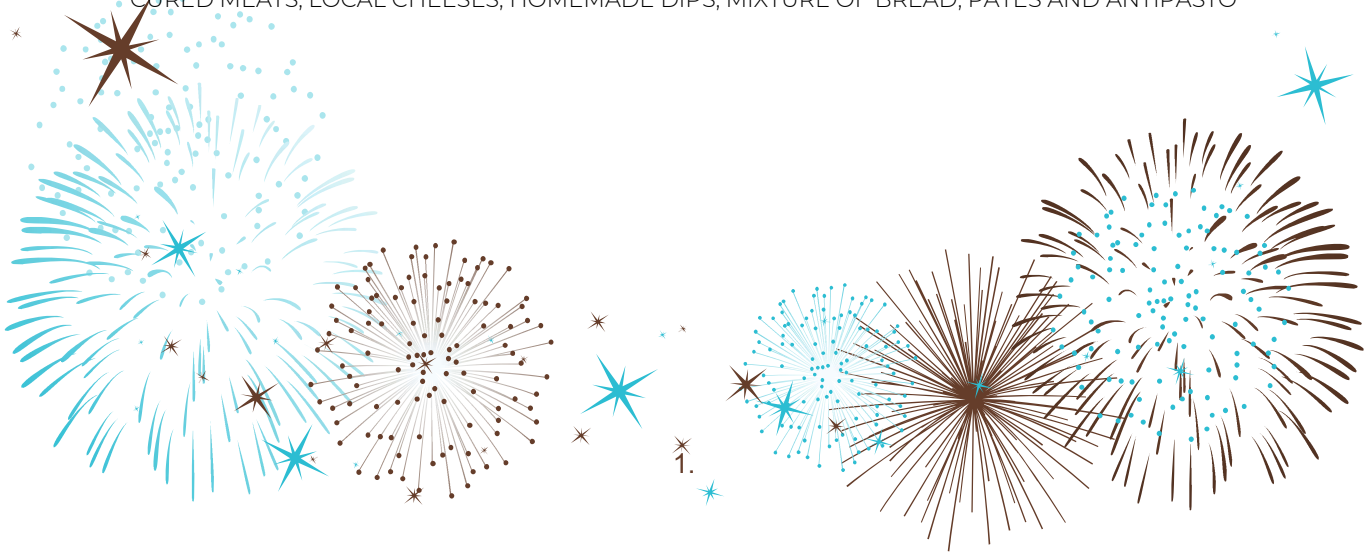 CURED MEATS, LOCAL CHEESES, HOMEMADE DIPS, MIXTURE OF BREAD, PATES AND ANTIPASTO
1.